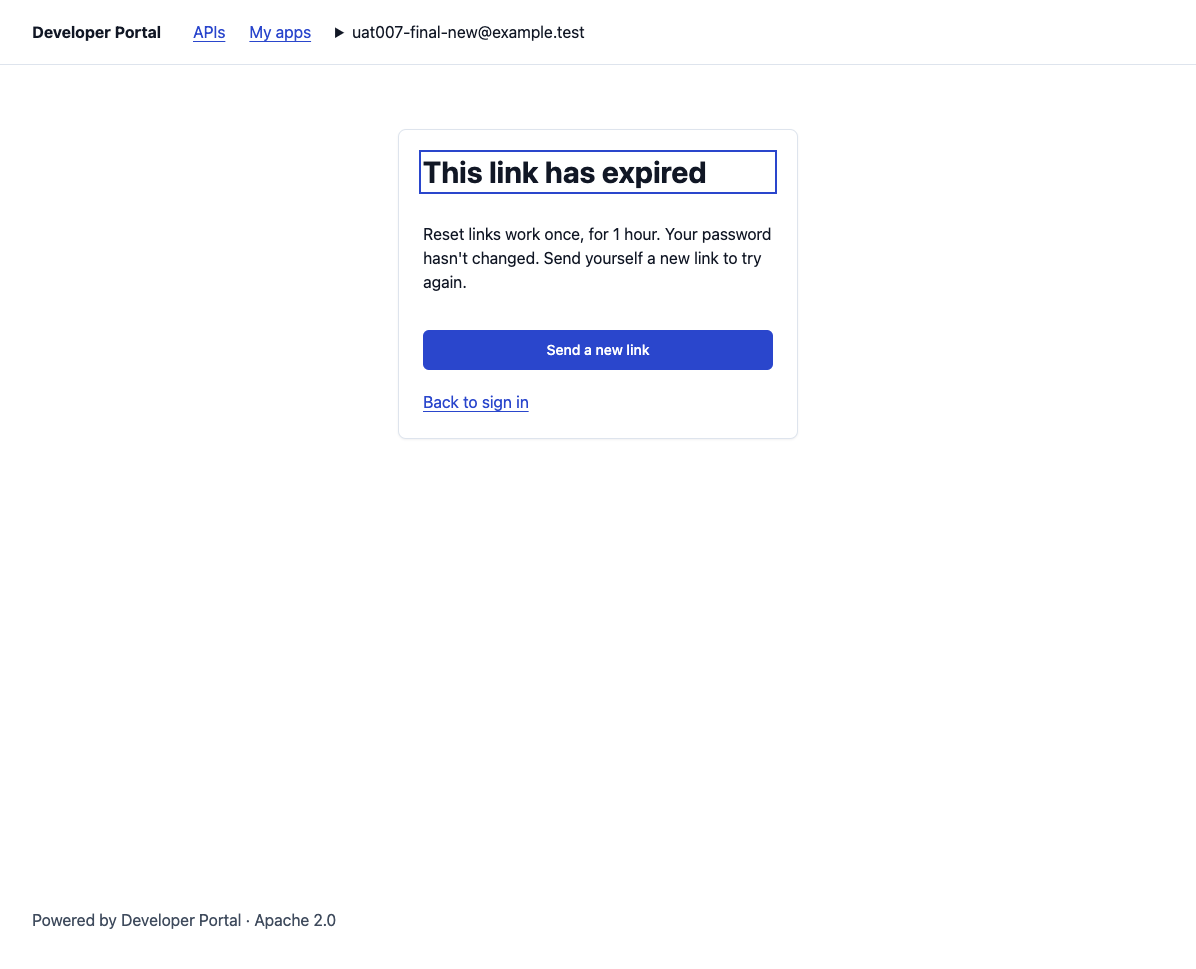 Developer Portal APIs My apps uat007-final-new@example.test
This link has expired
Reset links work once, for 1 hour. Your password
hasn't changed. Send yourself a new link to try
again.
Send a new link
Back to sign in
Powered by Developer Portal · Apache 2.0